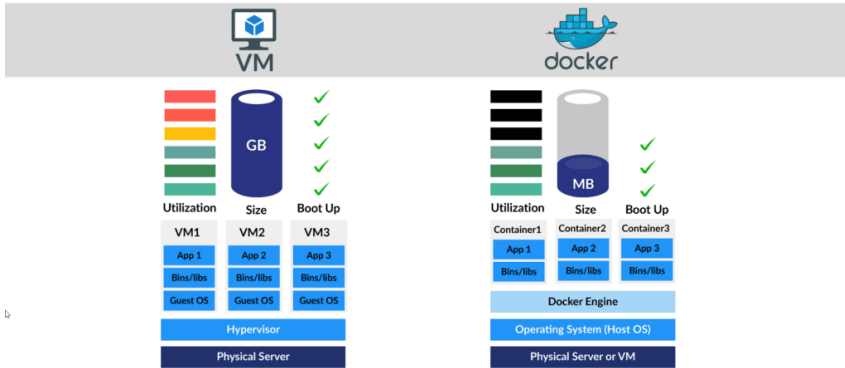 VM
docker
GB
MB
Utilization Size Boot Up
Utilization Size Boot Up
VM1 VM2 VM3
App 1 App 2 App 3
Bins/libs Bins/libs Bins/libs
Guest OS Guest OS Guest OS
Hypervisor
Physical Server
Container1 Container2 Container3
App 1 App 2 App 3
Bins/libs Bins/libs Bins/libs
Docker Engine
Operating System (Host OS)
Physical Server or VM